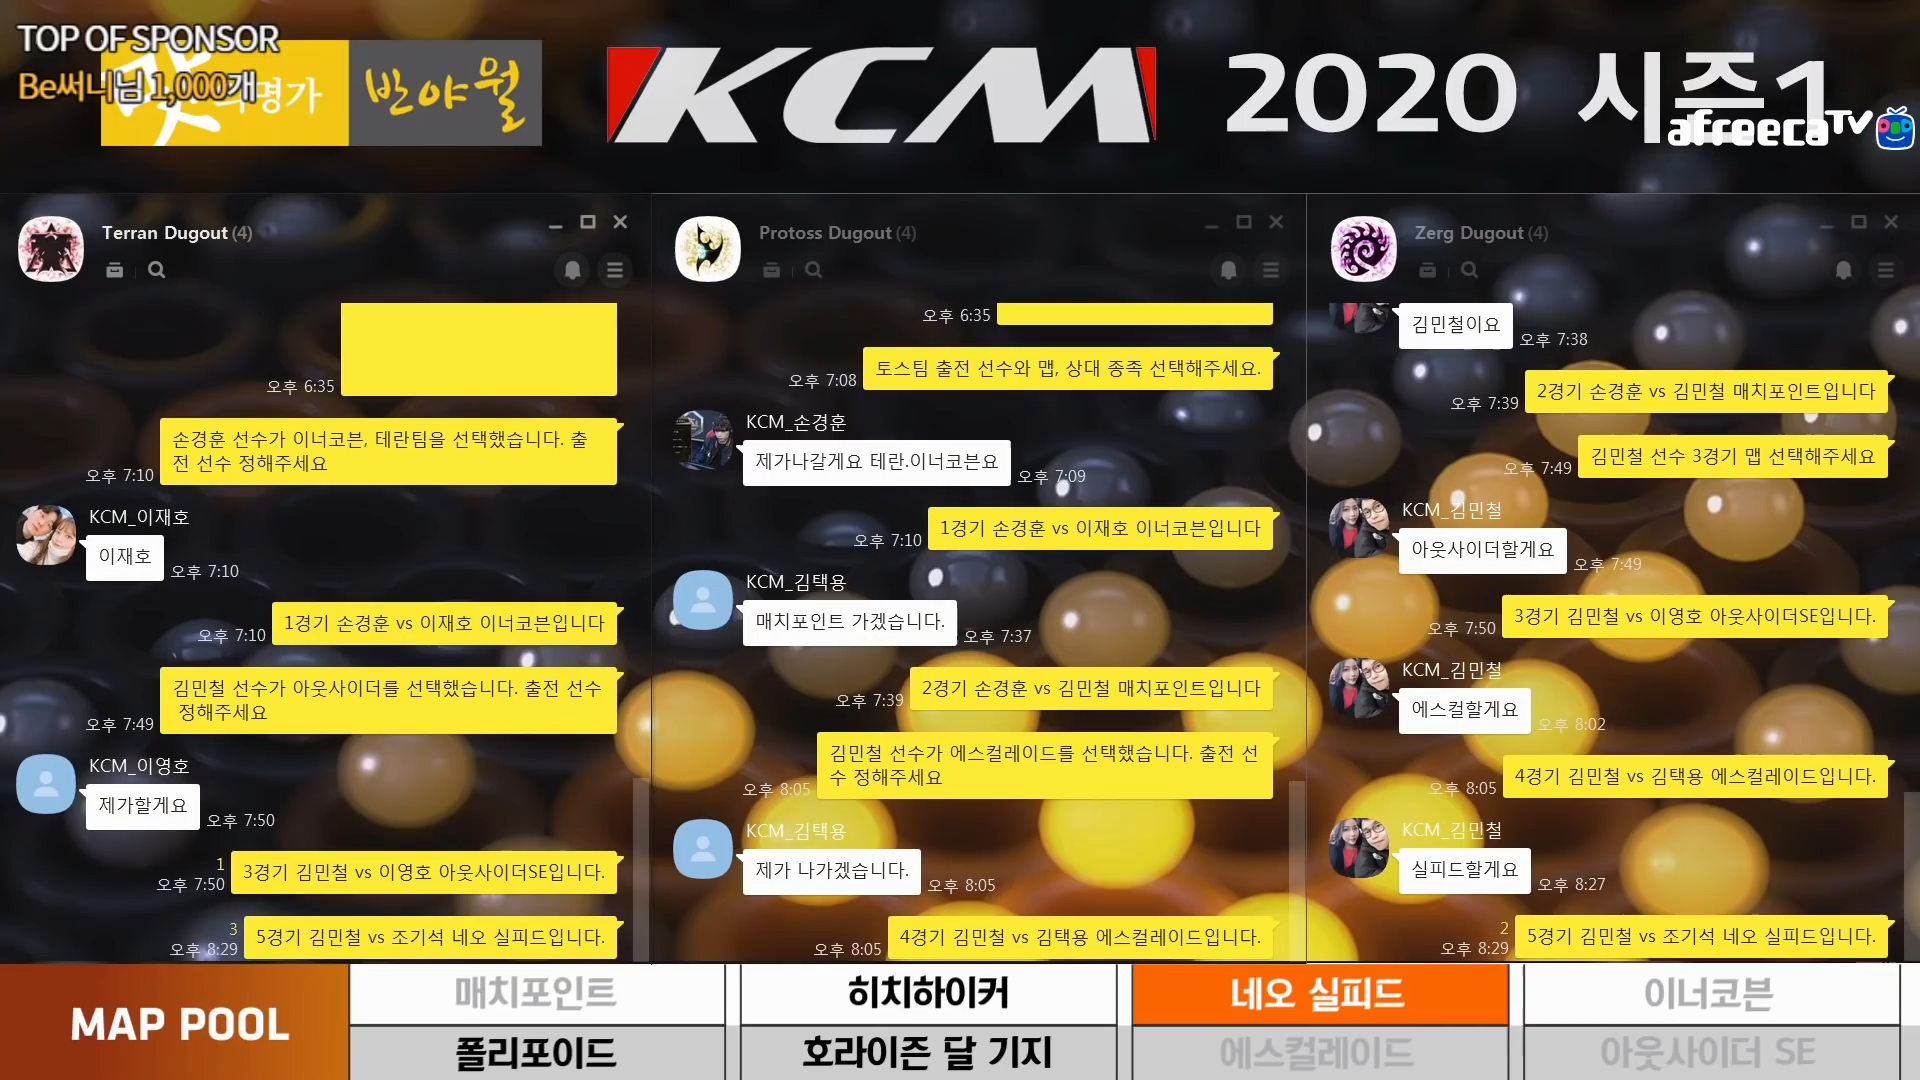 TOP OF SPONSOR
Be써니님 1,000개
맛의명가
반야월
KCM 2020 시즌1
afreecaTV
Terran Dugout (4)
오후 6:35
손경훈 선수가 이너코븐, 테란팀을 선택했습니다. 출
전 선수 정해주세요
오후 7:10
KCM_이재호
이재호
오후 7:10
1경기 손경훈 vs 이재호 이너코븐입니다
오후 7:10
김민철 선수가 아웃사이더를 선택했습니다. 출전 선수
정해주세요
오후 7:49
KCM_이영호
제가할게요
오후 7:50
1
오후 7:50
3경기 김민철 vs 이영호 아웃사이더SE입니다.
3
오후 8:29
5경기 김민철 vs 조기석 네오 실피드입니다.
Protoss Dugout (4)
오후 6:35
토스팀 출전 선수와 맵, 상대 종족 선택해주세요.
오후 7:08
KCM_손경훈
제가나갈게요 테란.이너코븐요
오후 7:09
1경기 손경훈 vs 이재호 이너코븐입니다
오후 7:10
KCM_김택용
매치포인트 가겠습니다.
오후 7:37
2경기 손경훈 vs 김민철 매치포인트입니다
오후 7:39
김민철 선수가 에스컬레이드를 선택했습니다. 출전 선
수 정해주세요
오후 8:05
KCM_김택용
제가 나가겠습니다.
오후 8:05
4경기 김민철 vs 김택용 에스컬레이드입니다.
오후 8:05
Zerg Dugout (4)
김민철이요
오후 7:38
2경기 손경훈 vs 김민철 매치포인트입니다
오후 7:39
김민철 선수 3경기 맵 선택해주세요
오후 7:49
KCM_김민철
아웃사이더할게요
오후 7:49
3경기 김민철 vs 이영호 아웃사이더SE입니다.
오후 7:50
KCM_김민철
에스컬할게요
오후 8:02
4경기 김민철 vs 김택용 에스컬레이드입니다.
오후 8:05
KCM_김민철
실피드할게요
오후 8:27
2
오후 8:29
5경기 김민철 vs 조기석 네오 실피드입니다.
MAP POOL
매치포인트 히치하이커 네오 실피드 이너코븐
폴리포이드 호라이즌 달 기지 에스컬레이드 아웃사이더 SE